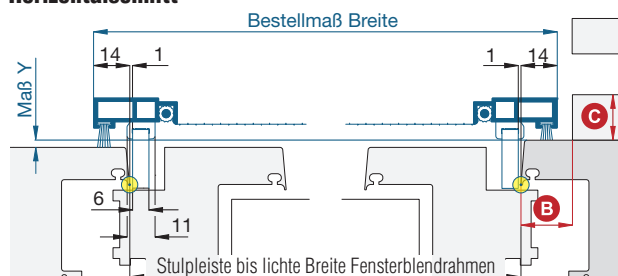 Horizontalschnitt
Bestellmaß Breite
14 1 1 14
Maß Y
C
6
B
11
Stulpleiste bis lichte Breite Fensterblendrahmen